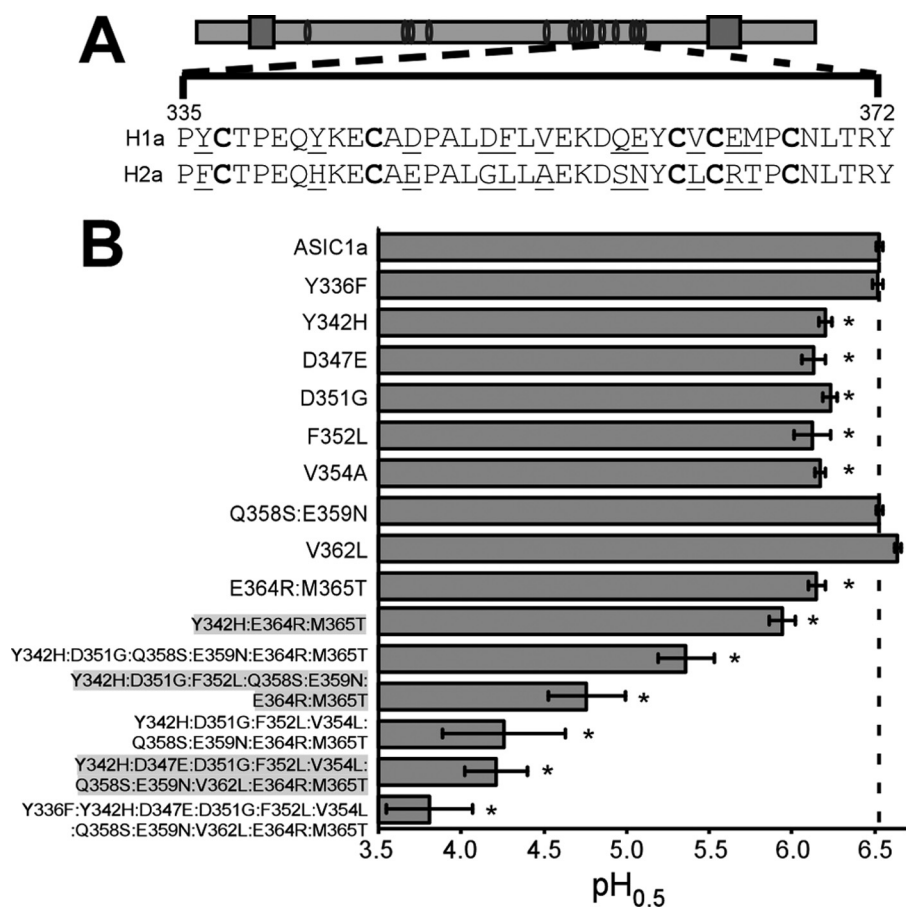 A
335 372
H1a PYCTPEQYKECADPALDFLVEKDQEYCVCEMPCNLTRY
H2a PFCTPEQHKECAEPALGLLAEKDSNYCLCRTPCNLTRY
B
ASIC1a
Y336F
Y342H *
D347E *
D351G *
F352L *
V354A *
Q358S:E359N
V362L
E364R:M365T *
Y342H:E364R:M365T *
Y342H:D351G:Q358S:E359N:E364R:M365T *
Y342H:D351G:F352L:Q358S:E359N:
E364R:M365T *
Y342H:D351G:F352L:V354L:
Q358S:E359N:E364R:M365T *
Y342H:D347E:D351G:F352L:V354L:
Q358S:E359N:V362L:E364R:M365T *
Y336F:Y342H:D347E:D351G:F352L:V354L
:Q358S:E359N:V362L:E364R:M365T *
3.5 4.0 4.5 5.0 5.5 6.0 6.5
pH0.5